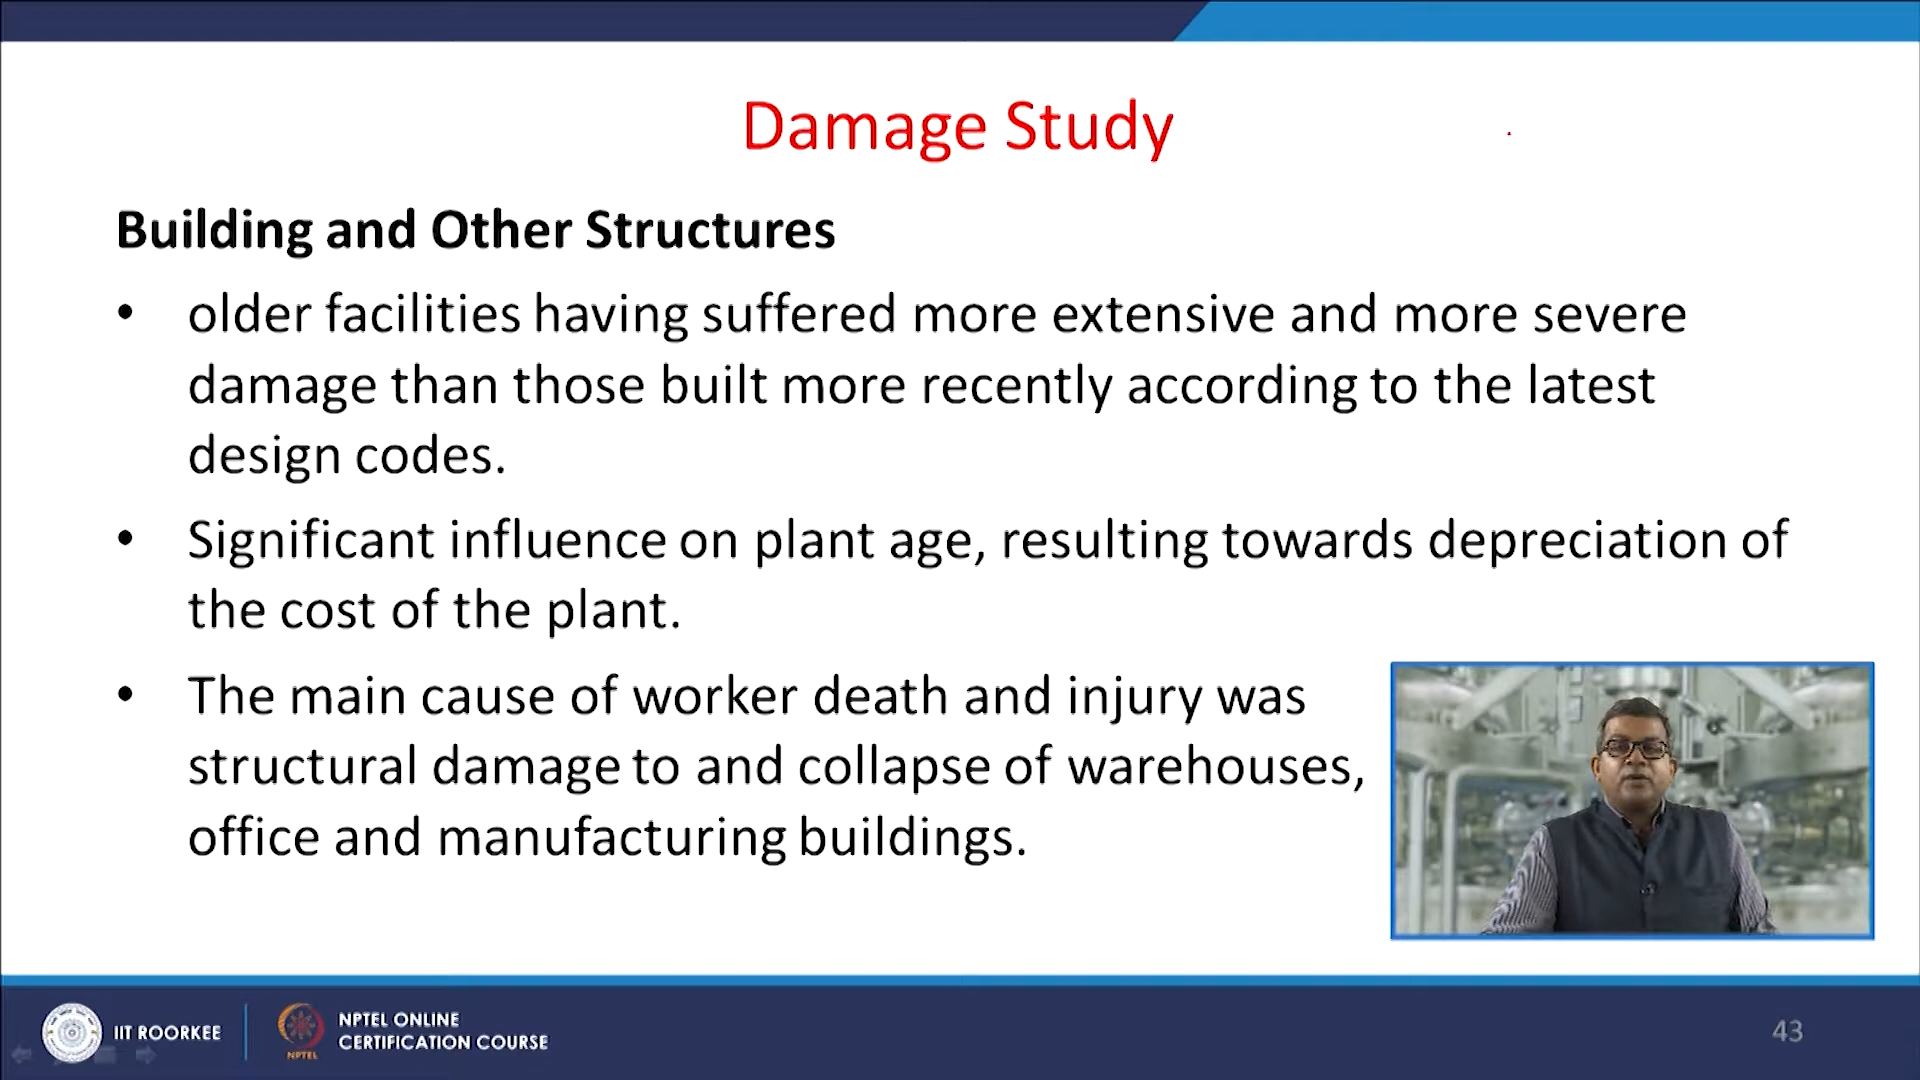 Damage Study
Building and Other Structures
• older facilities having suffered more extensive and more severe
damage than those built more recently according to the latest
design codes.
• Significant influence on plant age, resulting towards depreciation of
the cost of the plant.
• The main cause of worker death and injury was
structural damage to and collapse of warehouses,
office and manufacturing buildings.
IIT ROORKEE
NPTEL
NPTEL ONLINE
CERTIFICATION COURSE
43